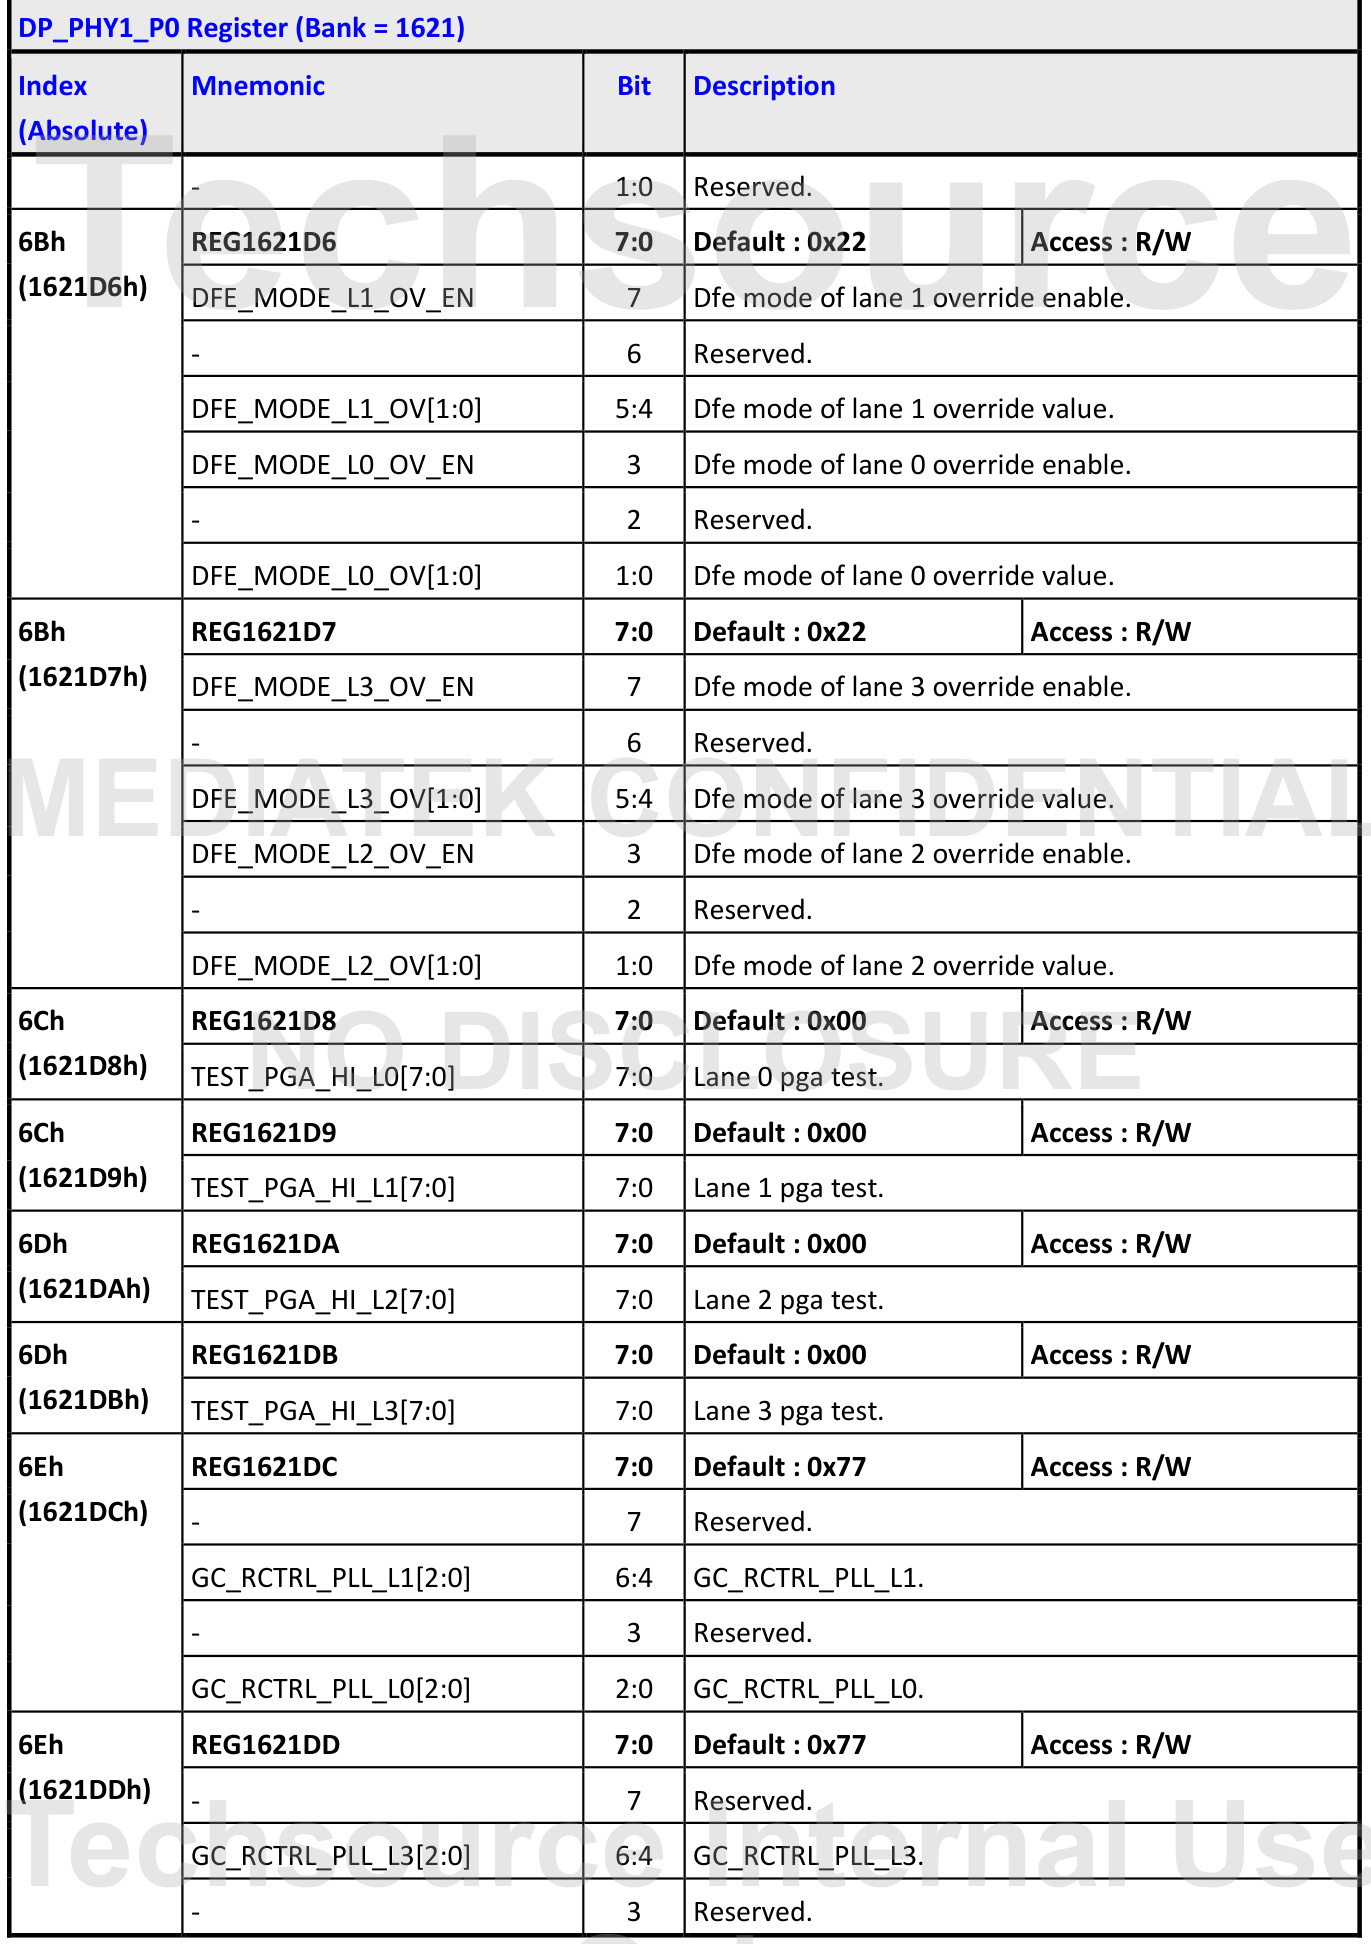 DP_PHY1_P0 Register (Bank = 1621)
Index (Absolute) Mnemonic Bit Description
- 1:0 Reserved.
6Bh (1621D6h) REG1621D6 7:0 Default : 0x22 Access : R/W
DFE_MODE_L1_OV_EN 7 Dfe mode of lane 1 override enable.
- 6 Reserved.
DFE_MODE_L1_OV[1:0] 5:4 Dfe mode of lane 1 override value.
DFE_MODE_L0_OV_EN 3 Dfe mode of lane 0 override enable.
- 2 Reserved.
DFE_MODE_L0_OV[1:0] 1:0 Dfe mode of lane 0 override value.
6Bh (1621D7h) REG1621D7 7:0 Default : 0x22 Access : R/W
DFE_MODE_L3_OV_EN 7 Dfe mode of lane 3 override enable.
- 6 Reserved.
DFE_MODE_L3_OV[1:0] 5:4 Dfe mode of lane 3 override value.
DFE_MODE_L2_OV_EN 3 Dfe mode of lane 2 override enable.
- 2 Reserved.
DFE_MODE_L2_OV[1:0] 1:0 Dfe mode of lane 2 override value.
6Ch (1621D8h) REG1621D8 7:0 Default : 0x00 Access : R/W
TEST_PGA_HI_L0[7:0] 7:0 Lane 0 pga test.
6Ch (1621D9h) REG1621D9 7:0 Default : 0x00 Access : R/W
TEST_PGA_HI_L1[7:0] 7:0 Lane 1 pga test.
6Dh (1621DAh) REG1621DA 7:0 Default : 0x00 Access : R/W
TEST_PGA_HI_L2[7:0] 7:0 Lane 2 pga test.
6Dh (1621DBh) REG1621DB 7:0 Default : 0x00 Access : R/W
TEST_PGA_HI_L3[7:0] 7:0 Lane 3 pga test.
6Eh (1621DCh) REG1621DC 7:0 Default : 0x77 Access : R/W
- 7 Reserved.
GC_RCTRL_PLL_L1[2:0] 6:4 GC_RCTRL_PLL_L1.
- 3 Reserved.
GC_RCTRL_PLL_L0[2:0] 2:0 GC_RCTRL_PLL_L0.
6Eh (1621DDh) REG1621DD 7:0 Default : 0x77 Access : R/W
- 7 Reserved.
GC_RCTRL_PLL_L3[2:0] 6:4 GC_RCTRL_PLL_L3.
- 3 Reserved.
Techsource
MEDIATEK CONFIDENTIAL
NO DISCLOSURE
Techsource Internal Use